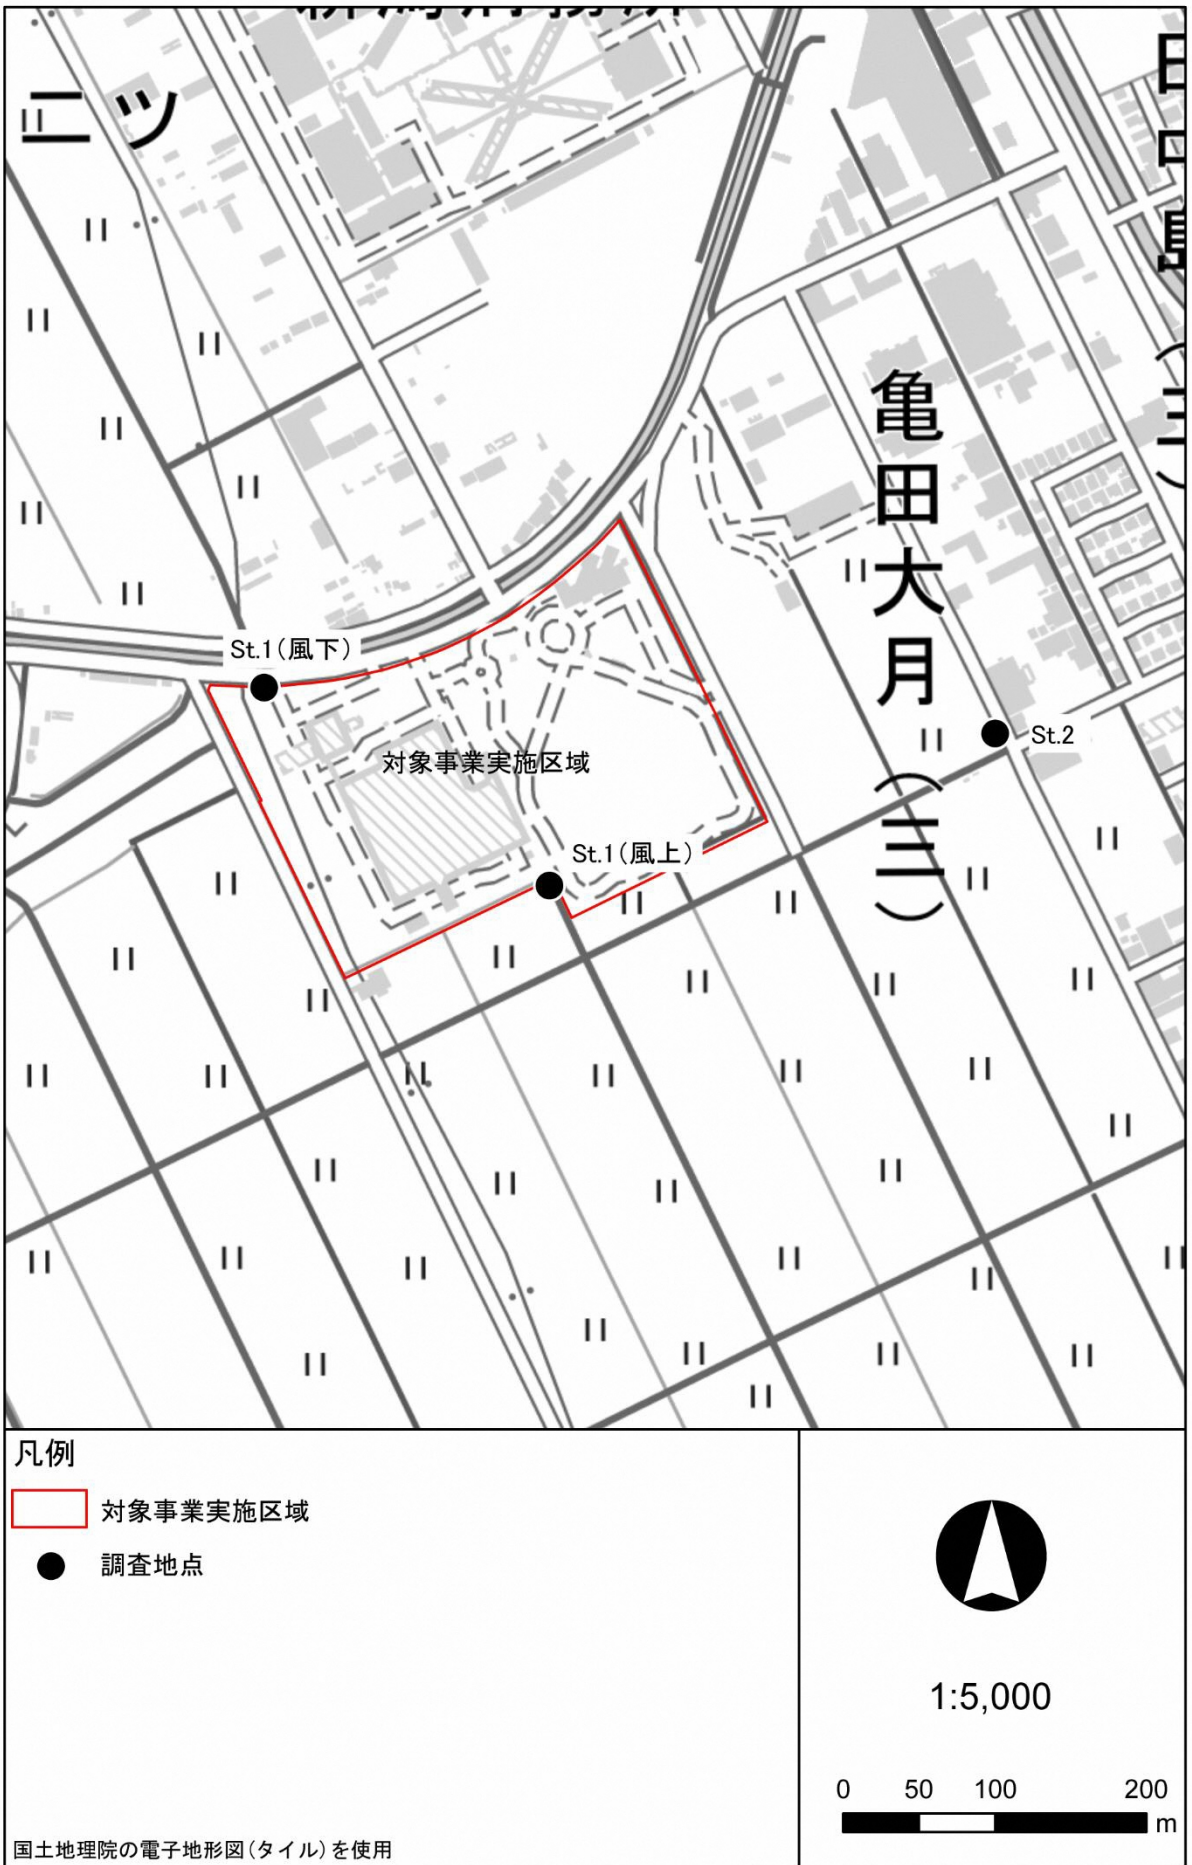 二ツ
亀田大月(三)
St.1(風下)
対象事業実施区域
St.2
St.1(風上)
凡例
対象事業実施区域
調査地点
1:5,000
0 50 100 200
m
国土地理院の電子地形図(タイル)を使用